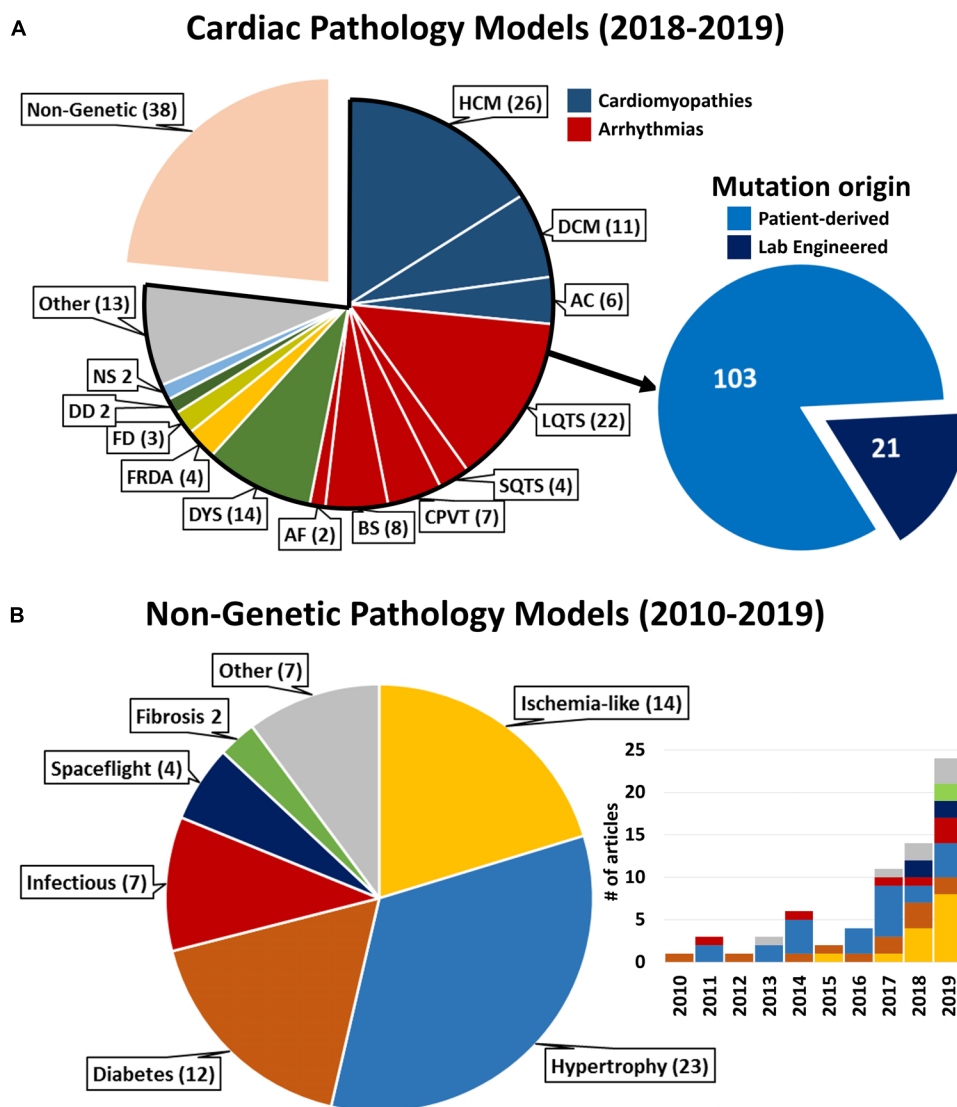 A
Cardiac Pathology Models (2018-2019)
Non-Genetic (38)
HCM (26)
Cardiomyopathies
Arrhythmias
DCM (11)
AC (6)
LQTS (22)
SQTS (4)
CPVT (7)
BS (8)
AF (2)
DYS (14)
FRDA (4)
FD (3)
DD 2
NS 2
Other (13)
Mutation origin
Patient-derived
Lab Engineered
103
21
B
Non-Genetic Pathology Models (2010-2019)
Other (7)
Fibrosis 2
Spaceflight (4)
Infectious (7)
Diabetes (12)
Hypertrophy (23)
Ischemia-like (14)
# of articles
25
20
15
10
5
0
2010
2011
2012
2013
2014
2015
2016
2017
2018
2019